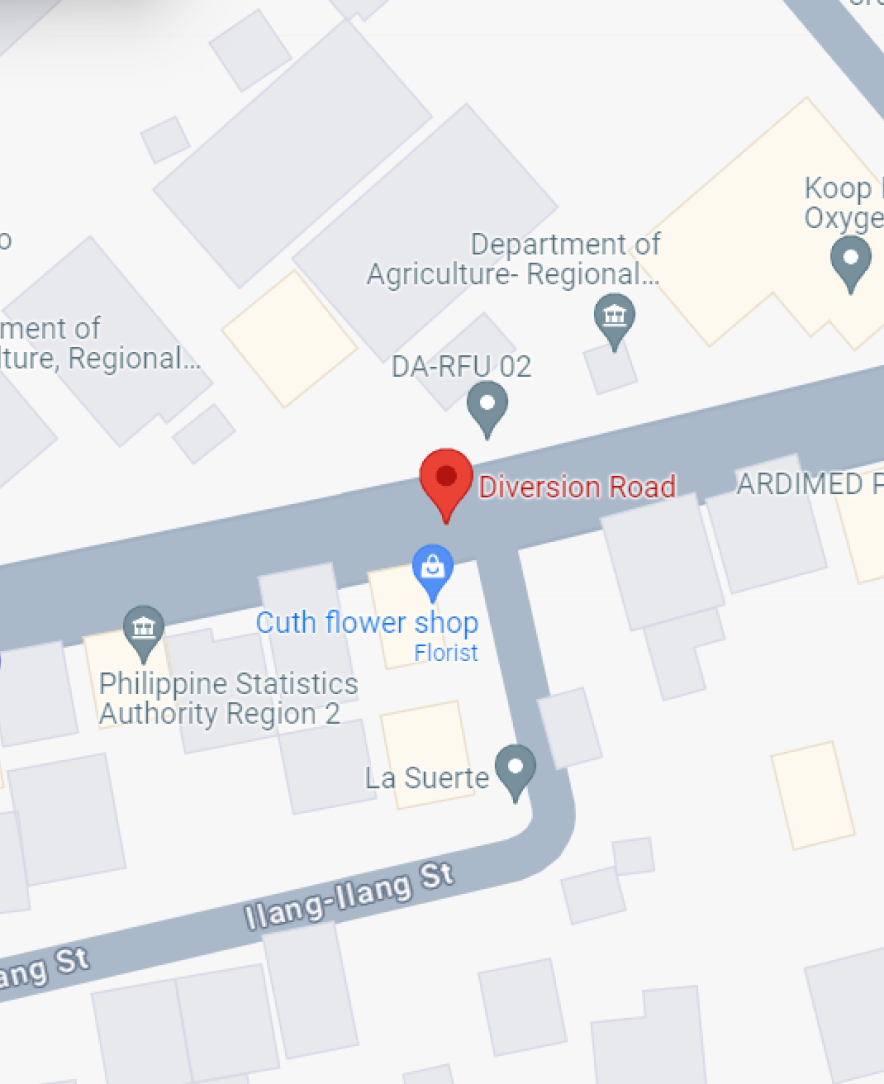 Koop
Oxyge
Department of
Agriculture- Regional...
ment of
lture, Regional...
DA-RFU 02
Diversion Road
ARDIMED P
Cuth flower shop
Florist
Philippine Statistics
Authority Region 2
La Suerte
Ilang-Ilang St
ang St